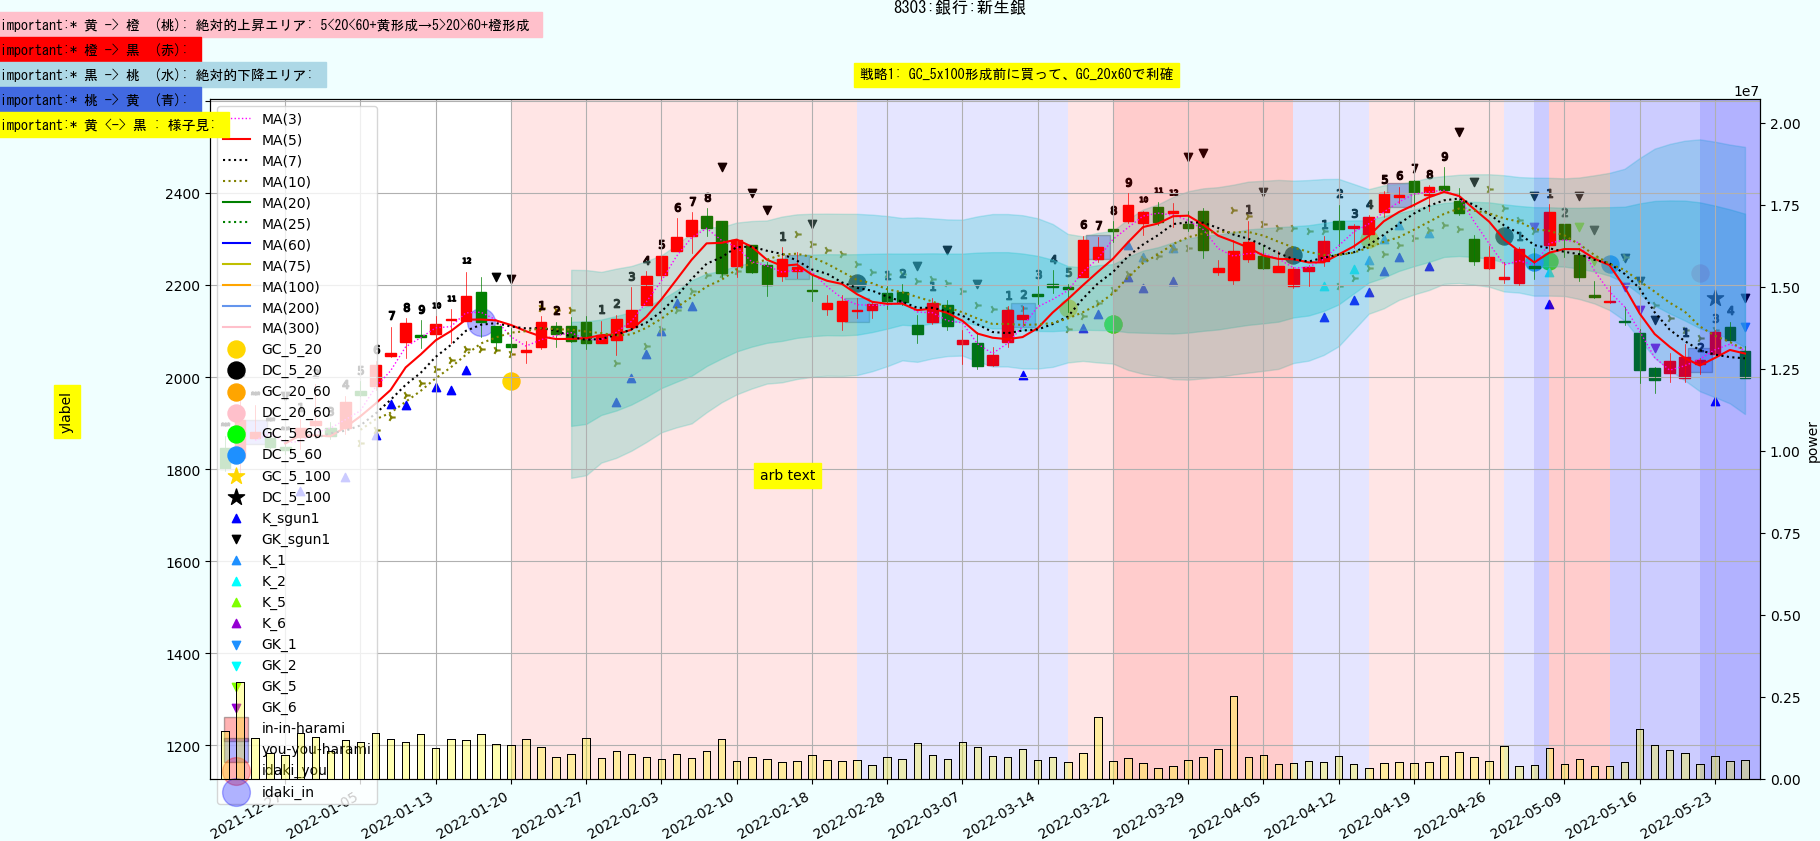 8303:銀行:新生銀
important:* 黄 -> 橙 (桃): 絶対的上昇エリア: 5<20<60+黄形成→5>20>60+橙形成
important:* 橙 -> 黒 (赤):
important:* 黒 -> 桃 (水): 絶対的下降エリア:
important:* 桃 -> 黄 (青):
important:* 黄 <-> 黒 : 様子見:
戦略1: GC_5x100形成前に買って、GC_20x60で利確
1e7
MA(3)
MA(5)
MA(7)
MA(10)
MA(20)
MA(25)
MA(60)
MA(75)
MA(100)
MA(200)
MA(300)
GC_5_20
DC_5_20
GC_20_60
DC_20_60
GC_5_60
DC_5_60
GC_5_100
DC_5_100
K_sgun1
GK_sgun1
K_1
K_2
K_5
K_6
GK_1
GK_2
GK_5
GK_6
in-in-harami
you-you-harami
idaki_you
idaki_in
ylabel
2400
2200
2000
1800
1600
1400
1200
arb text
2.00
1.75
1.50
1.25
1.00
0.75
0.50
0.25
0.00
power
2021-12-27
2022-01-05
2022-01-13
2022-01-20
2022-01-27
2022-02-03
2022-02-10
2022-02-18
2022-02-28
2022-03-07
2022-03-14
2022-03-22
2022-03-29
2022-04-05
2022-04-12
2022-04-19
2022-04-26
2022-05-09
2022-05-16
2022-05-23